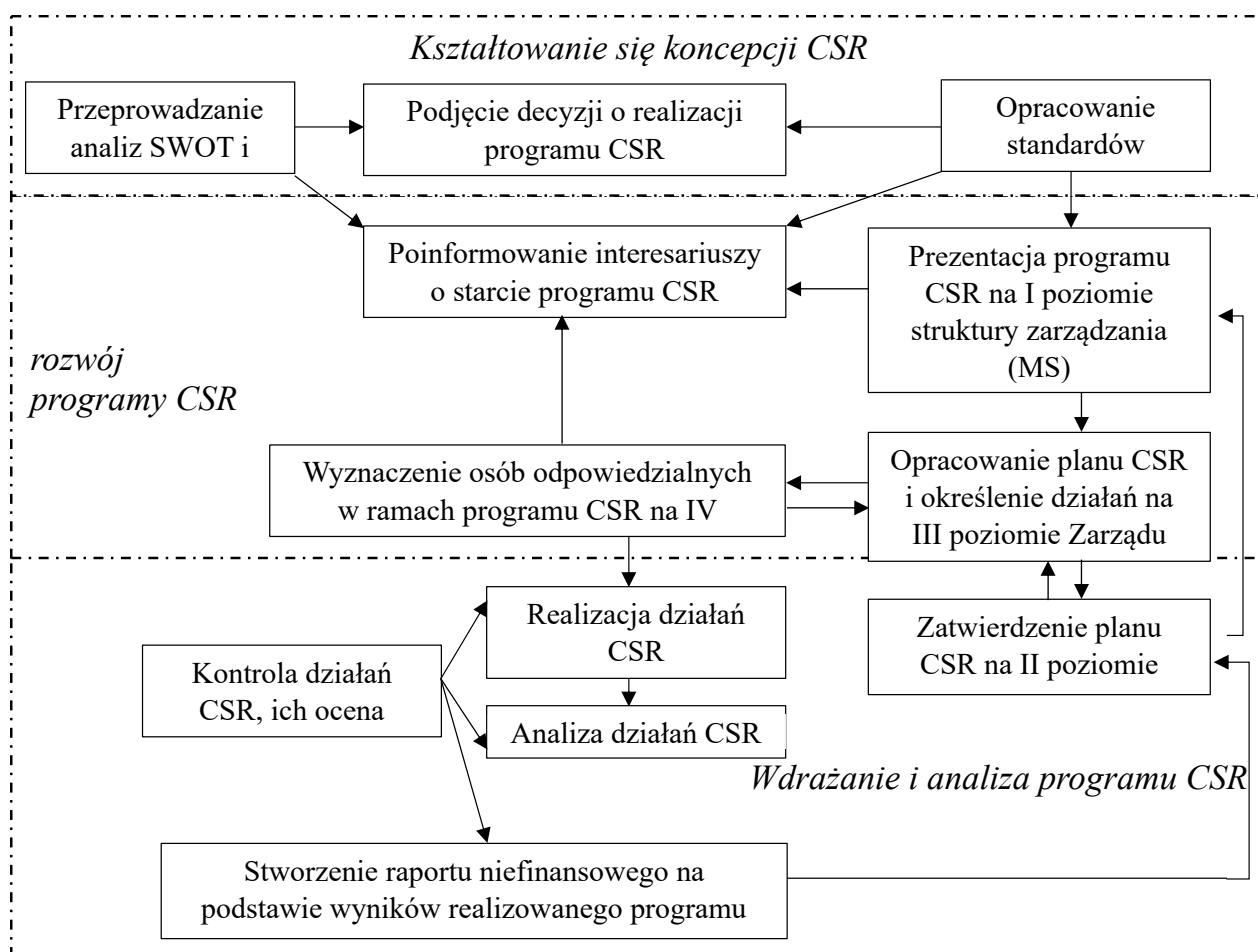 Kształtowanie się koncepcji CSR
Przeprowadzanie
analiz SWOT i
Podjęcie decyzji o realizacji
programu CSR
Opracowanie
standardów
Poinformowanie interesariuszy
o starcie programu CSR
Prezentacja programu
CSR na I poziomie
struktury zarządzania
(MS)
rozwój
programy CSR
Wyznaczenie osób odpowiedzialnych
w ramach programu CSR na IV
Opracowanie planu CSR
i określenie działań na
III poziomie Zarządu
Realizacja działań
CSR
Zatwierdzenie planu
CSR na II poziomie
Kontrola działań
CSR, ich ocena
Analiza działań CSR
Wdrażanie i analiza programu CSR
Stworzenie raportu niefinansowego na
podstawie wyników realizowanego programu